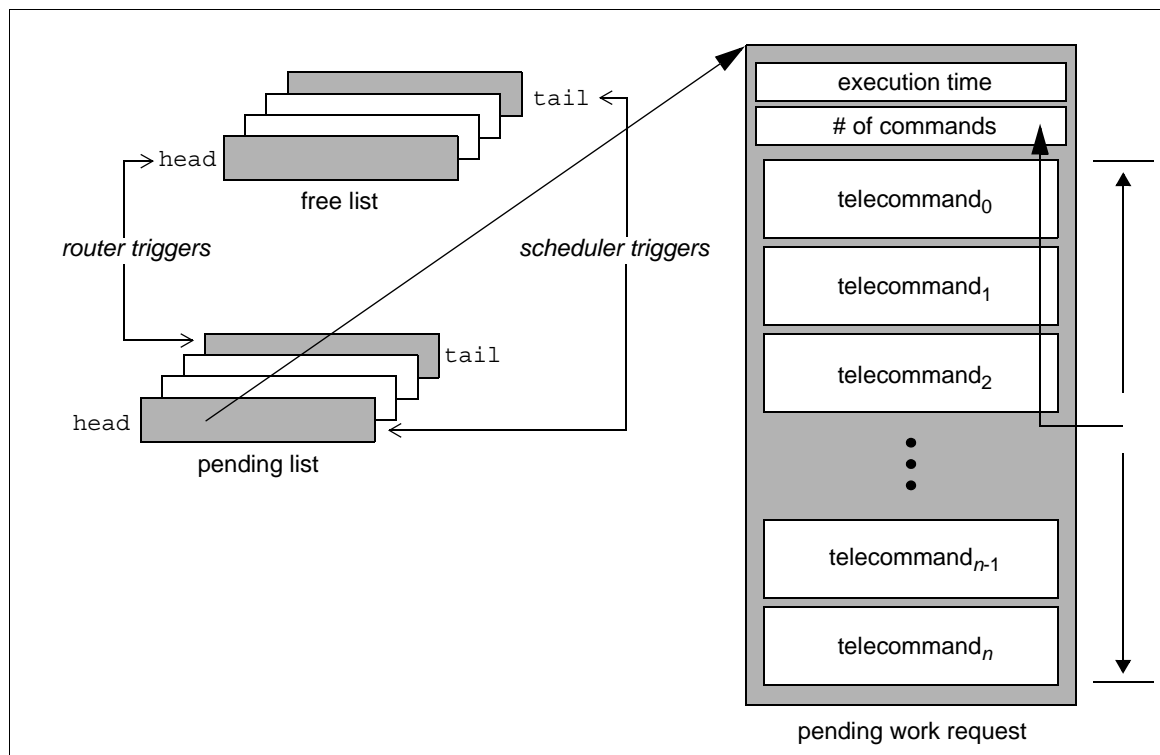 tail
head
free list
router triggers
scheduler triggers
tail
head
pending list
execution time
# of commands
telecommand0
telecommand1
telecommand2
telecommandn-1
telecommandn
pending work request